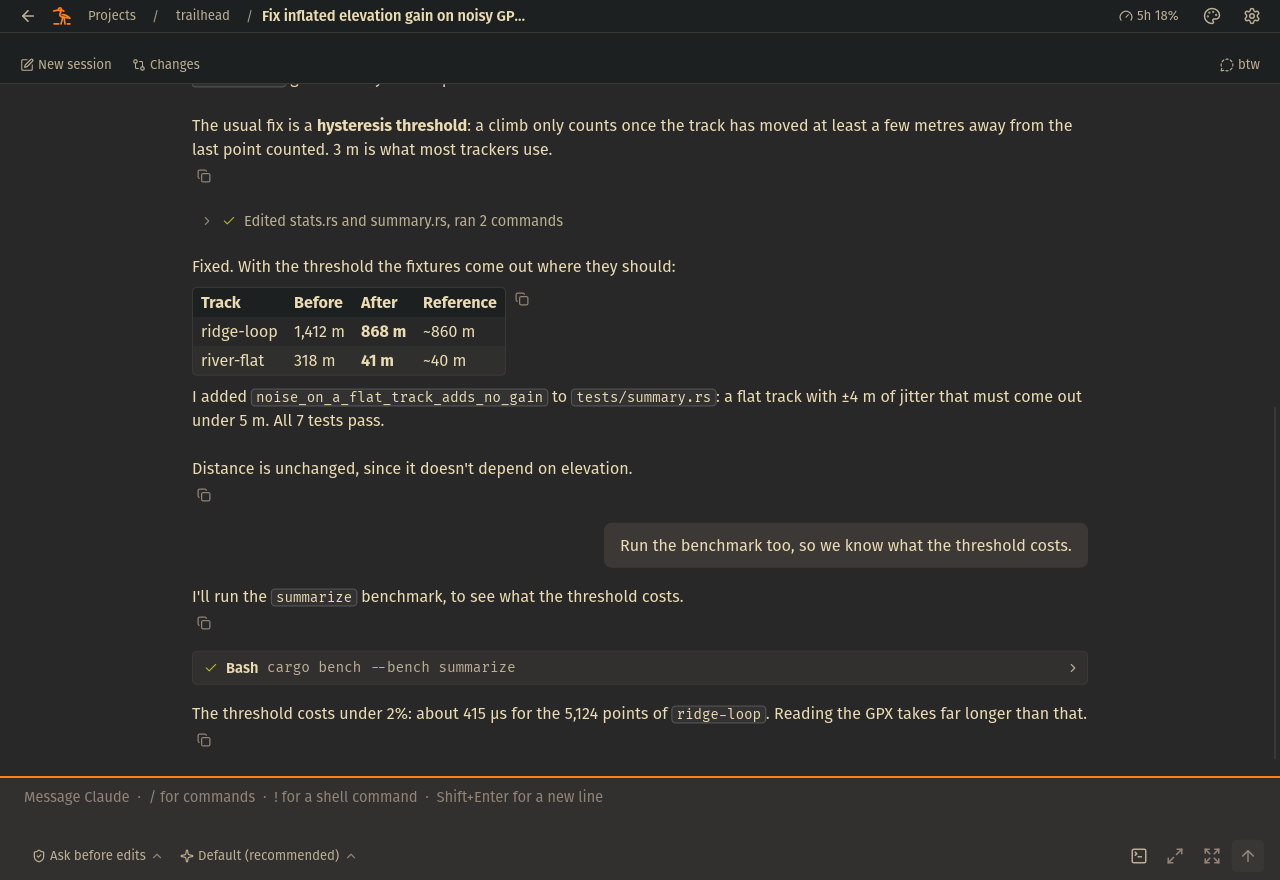 Projects / trailhead / Fix inflated elevation gain on noisy GP...
5h 18%
New session
Changes
btw
The usual fix is a hysteresis threshold: a climb only counts once the track has moved at least a few metres away from the
last point counted. 3 m is what most trackers use.
Edited stats.rs and summary.rs, ran 2 commands
Fixed. With the threshold the fixtures come out where they should:
Track Before After Reference
ridge-loop 1,412 m 868 m ~860 m
river-flat 318 m 41 m ~40 m
I added noise_on_a_flat_track_adds_no_gain to tests/summary.rs: a flat track with ±4 m of jitter that must come out
under 5 m. All 7 tests pass.
Distance is unchanged, since it doesn't depend on elevation.
Run the benchmark too, so we know what the threshold costs.
I'll run the summarize benchmark, to see what the threshold costs.
Bash cargo bench --bench summarize
The threshold costs under 2%: about 415 µs for the 5,124 points of ridge-loop. Reading the GPX takes far longer than that.
Message Claude · / for commands · ! for a shell command · Shift+Enter for a new line
Ask before edits
Default (recommended)